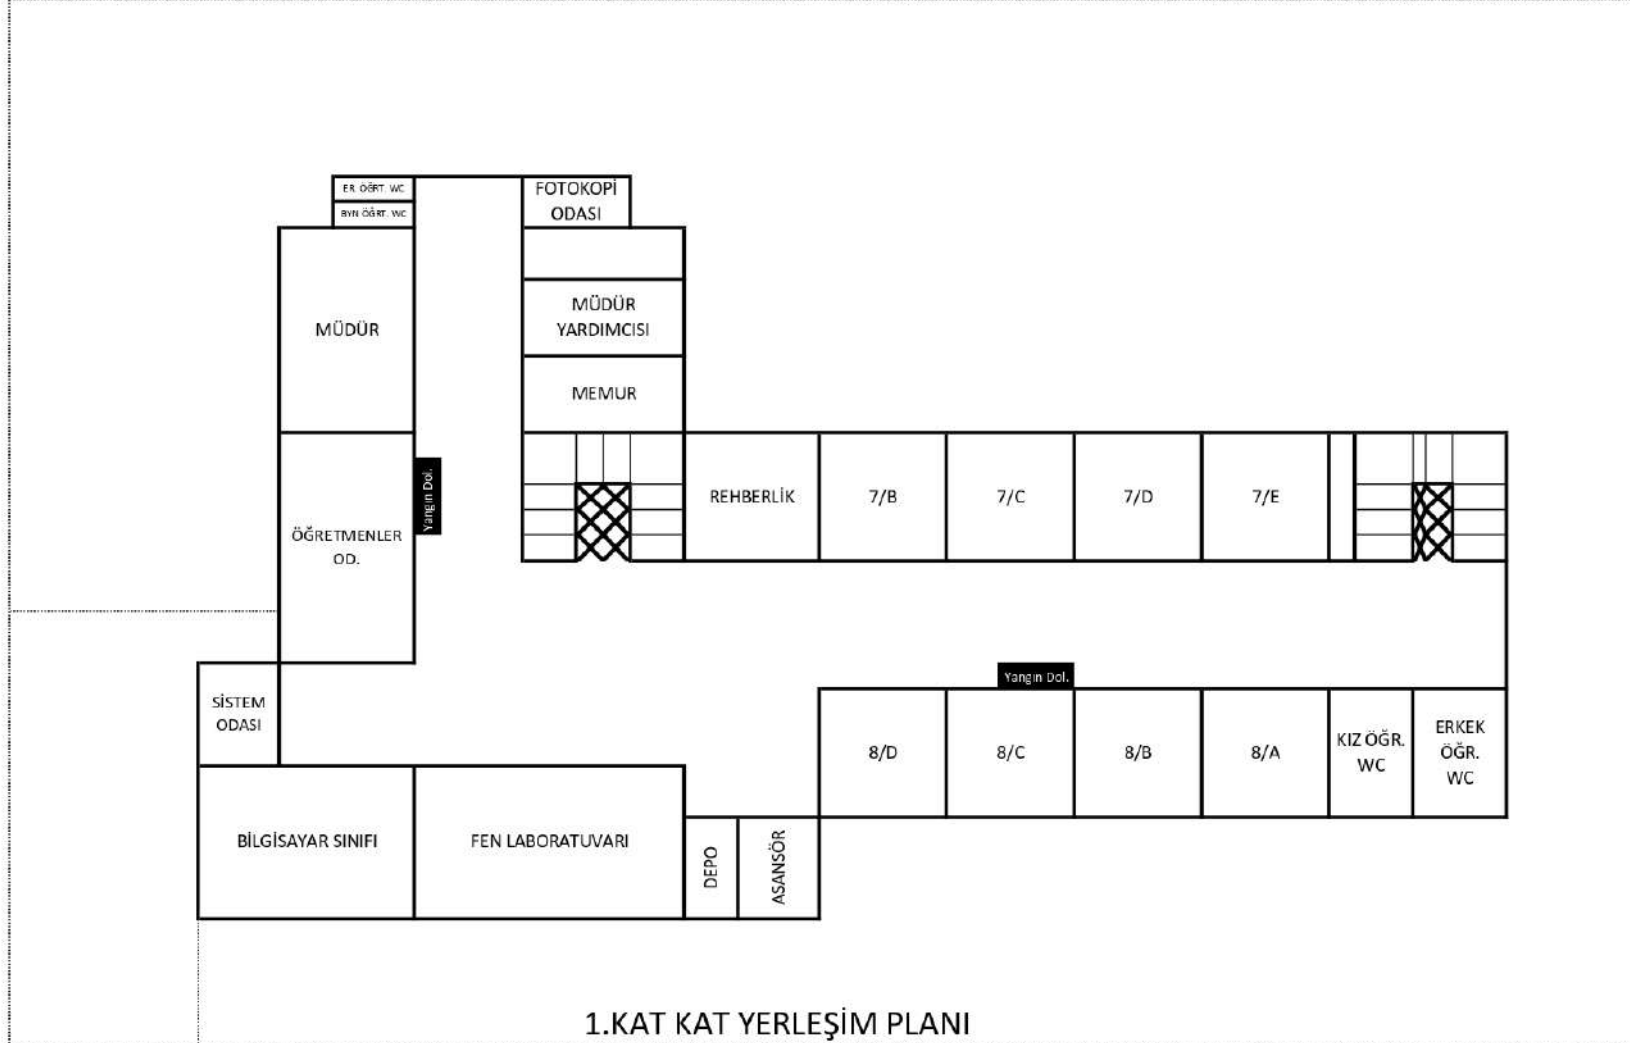 ER. ÖĞRT. WC
BYN ÖĞRT. WC
FOTOKOPİ
ODASI
MÜDÜR
MÜDÜR
YARDIMCISI
MEMUR
ÖĞRETMENLER
OD.
Yangın Dol.
REHBERLİK
7/B
7/C
7/D
7/E
SİSTEM
ODASI
Yangın Dol.
8/D
8/C
8/B
8/A
KIZ ÖĞR.
WC
ERKEK
ÖĞR.
WC
BİLGİSAYAR SINIFI
FEN LABORATUVARI
DEPO
ASANSÖR
1.KAT KAT YERLEŞİM PLANI